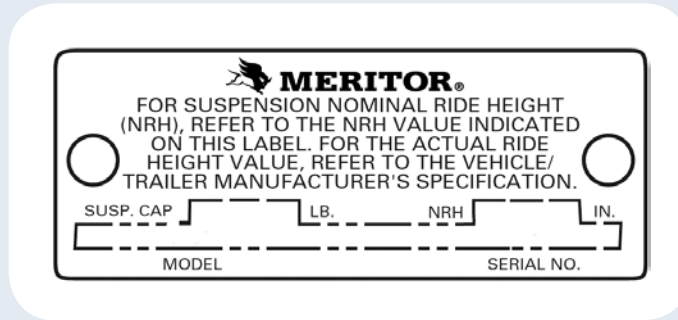 MERITOR®
FOR SUSPENSION NOMINAL RIDE HEIGHT
(NRH), REFER TO THE NRH VALUE INDICATED
ON THIS LABEL. FOR THE ACTUAL RIDE
HEIGHT VALUE, REFER TO THE VEHICLE/
TRAILER MANUFACTURER'S SPECIFICATION.
SUSP. CAP LB. NRH IN.
MODEL SERIAL NO.